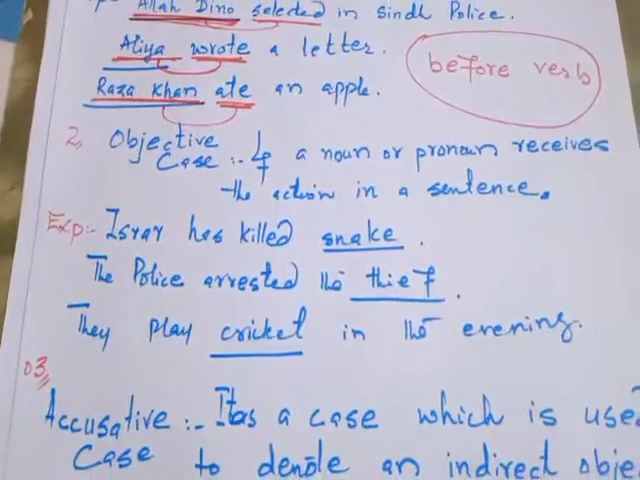 Allah Dino selected in Sindh Police.
Aliya wrote a letter.
Raza Khan ate an apple.
before verb
2, Objective Case :- If a noun or pronoun receives
the action in a sentence.
Exp:- Israr has killed snake.
The Police arrested the thief.
They play cricket in the evening.
03
Accusative :- It is a case which is used
Case to denote an indirect obje